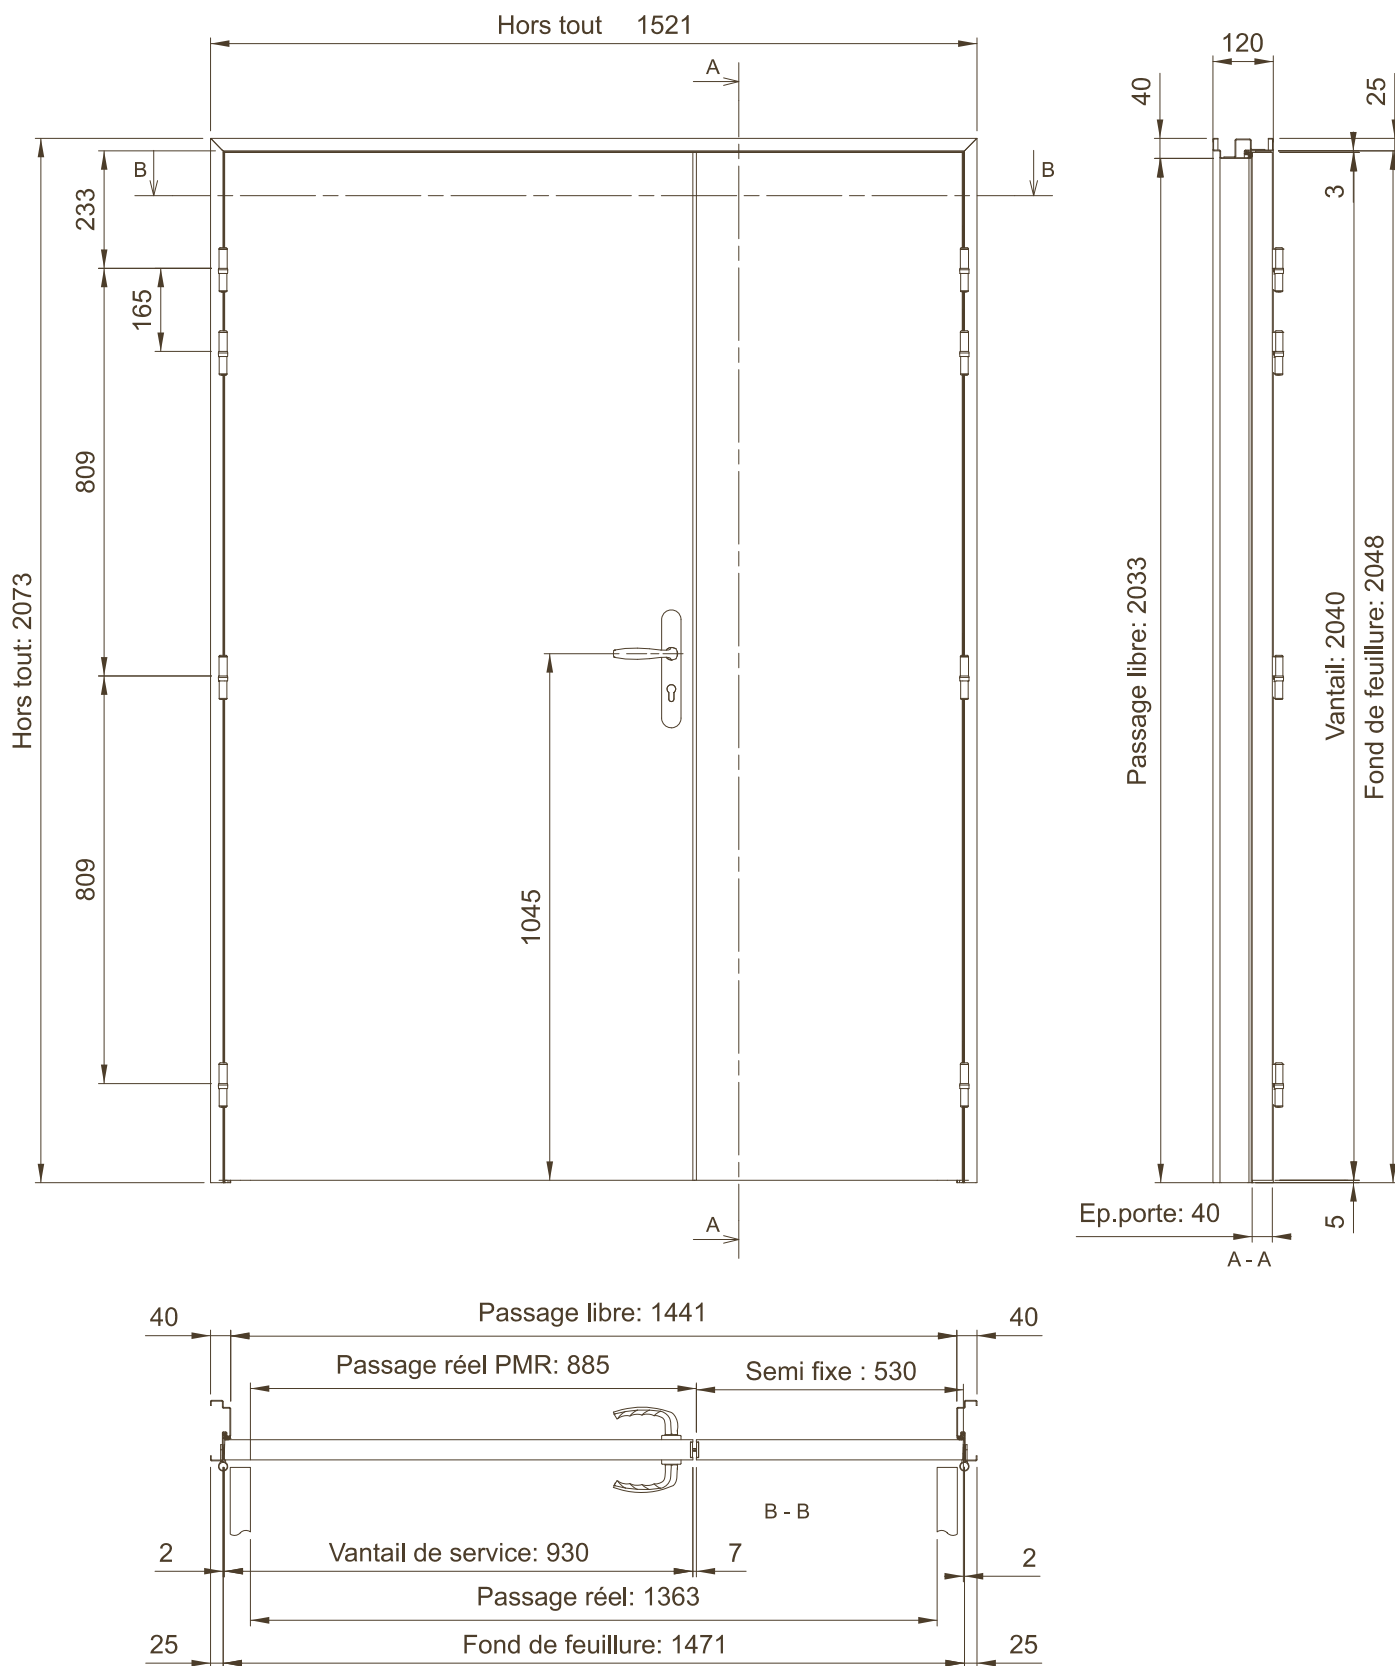 Hors tout 1521
A
120
40
25
B
B
233
3
165
809
Hors tout: 2073
Passage libre: 2033
Vantail: 2040
Fond de feuillure: 2048
809
1045
Ep.porte: 40
5
A
A - A
40
Passage libre: 1441
40
Passage réel PMR: 885
Semi fixe : 530
B - B
2
Vantail de service: 930
7
2
Passage réel: 1363
25
Fond de feuillure: 1471
25